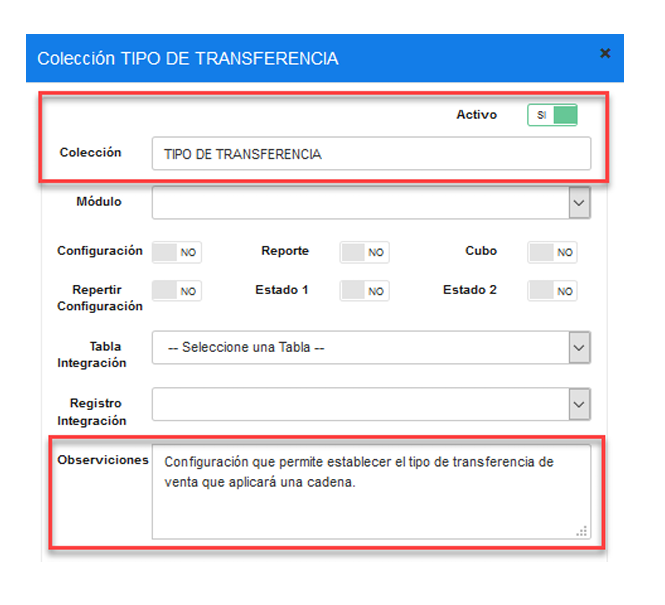 Colección TIPO DE TRANSFERENCIA
Activo SI
Colección TIPO DE TRANSFERENCIA
Módulo
Configuración NO Reporte NO Cubo NO
Repertir
Configuración NO Estado 1 NO Estado 2 NO
Tabla
Integración -- Seleccione una Tabla --
Registro
Integración
Observiciones Configuración que permite establecer el tipo de transferencia de
venta que aplicará una cadena.